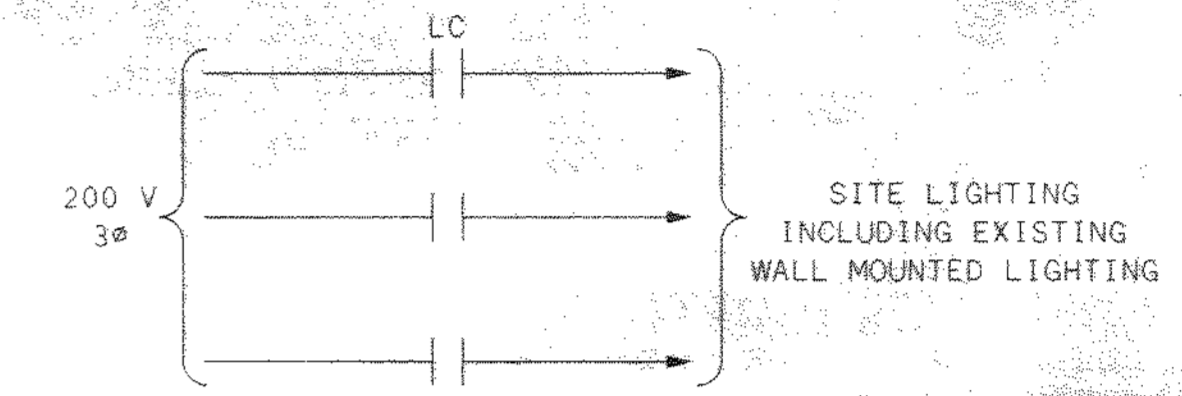 LC
200 V
3ø
SITE LIGHTING
INCLUDING EXISTING
WALL MOUNTED LIGHTING